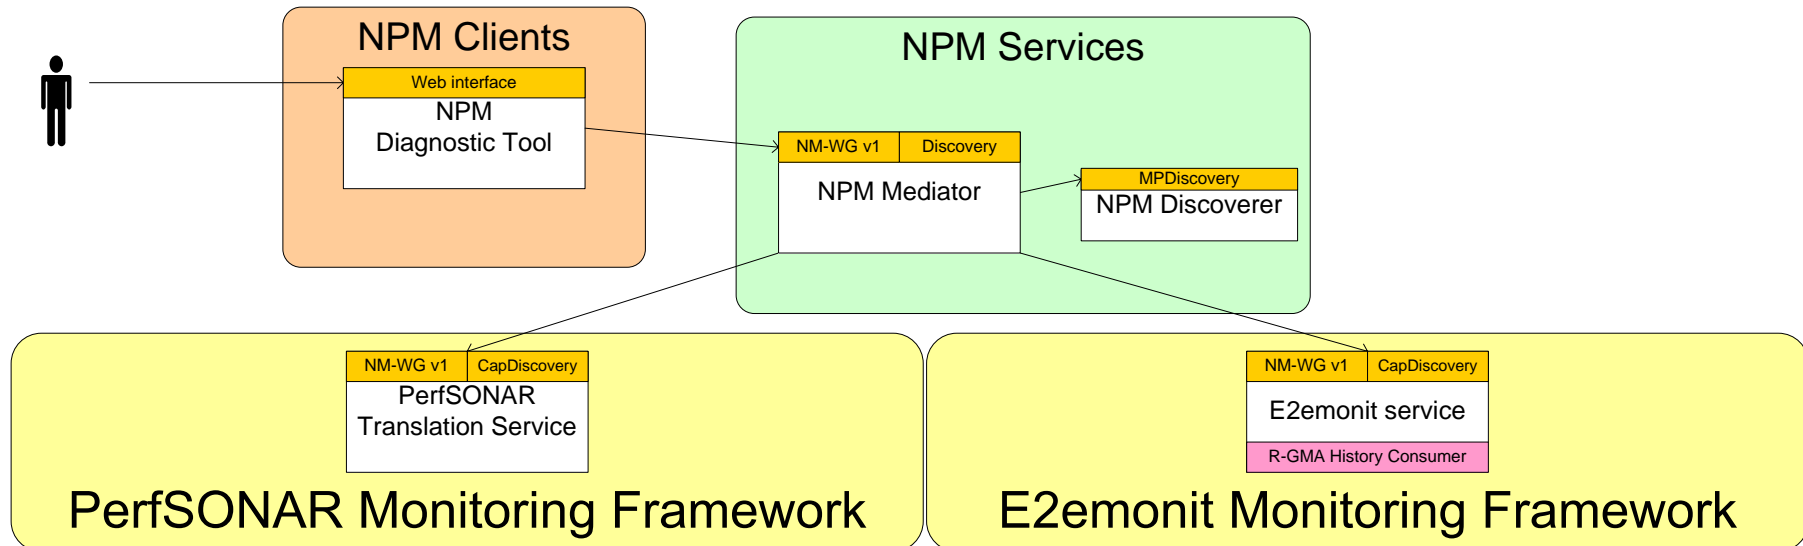 NPM Clients
Web interface
NPM
Diagnostic Tool
NPM Services
NM-WG v1
Discovery
NPM Mediator
MPDiscovery
NPM Discoverer
NM-WG v1
CapDiscovery
PerfSONAR
Translation Service
PerfSONAR Monitoring Framework
NM-WG v1
CapDiscovery
E2emonit service
R-GMA History Consumer
E2emonit Monitoring Framework